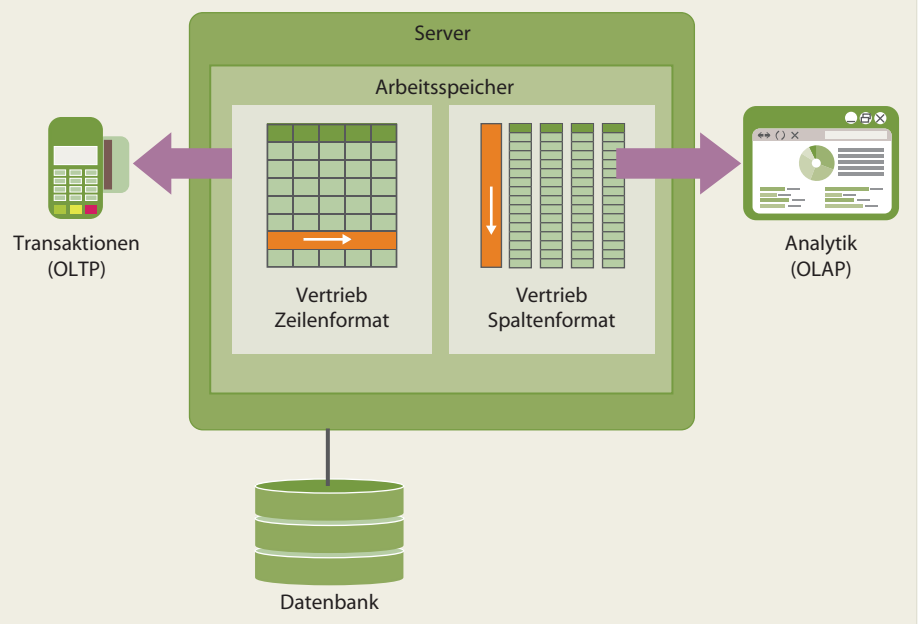 Server
Arbeitsspeicher
Transaktionen
(OLTP)
Vertrieb
Zeilenformat
Vertrieb
Spaltenformat
Analytik
(OLAP)
Datenbank